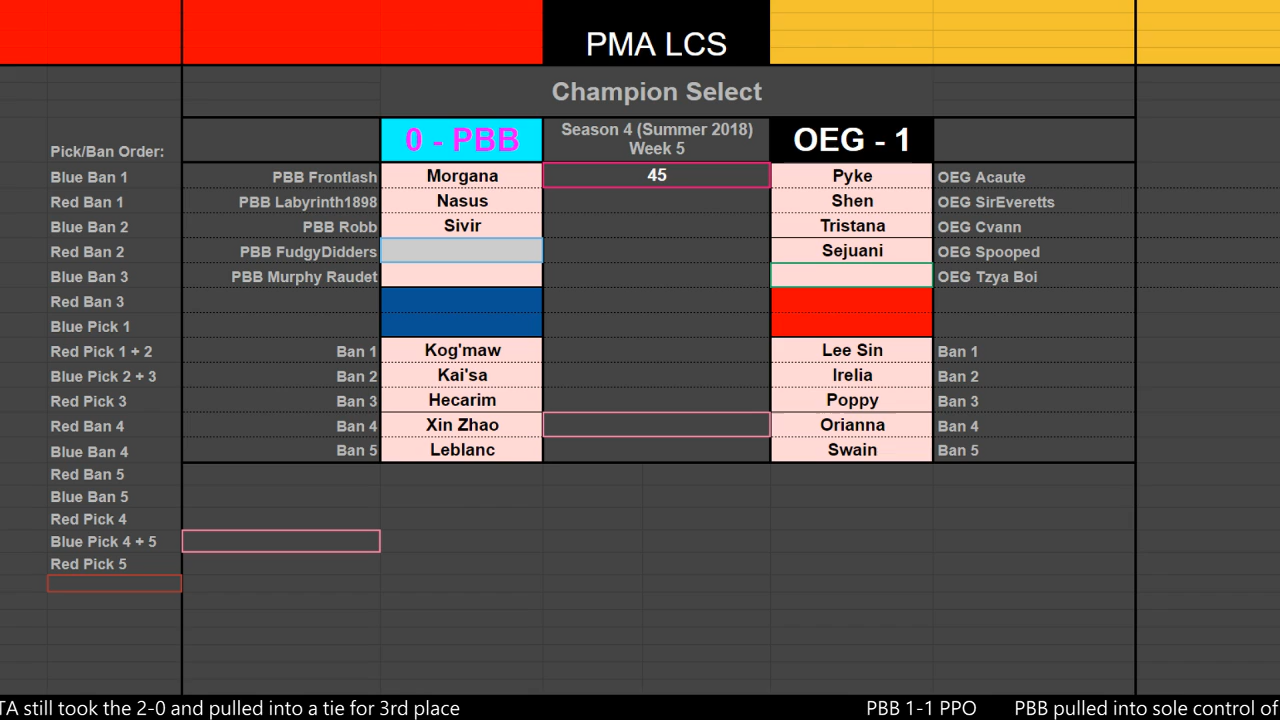 PMA LCS
Champion Select
0 - PBB
Season 4 (Summer 2018)
Week 5
OEG - 1
Pick/Ban Order:
Blue Ban 1 PBB Frontlash Morgana 45 Pyke OEG Acaute
Red Ban 1 PBB Labyrinth1898 Nasus Shen OEG SirEveretts
Blue Ban 2 PBB Robb Sivir Tristana OEG Cvann
Red Ban 2 PBB FudgyDidders Sejuani OEG Spooped
Blue Ban 3 PBB Murphy Raudet OEG Tzya Boi
Red Ban 3
Blue Pick 1
Red Pick 1 + 2 Ban 1 Kog'maw Lee Sin Ban 1
Blue Pick 2 + 3 Ban 2 Kai'sa Irelia Ban 2
Red Pick 3 Ban 3 Hecarim Poppy Ban 3
Red Ban 4 Ban 4 Xin Zhao Orianna Ban 4
Blue Ban 4 Ban 5 Leblanc Swain Ban 5
Red Ban 5
Blue Ban 5
Red Pick 4
Blue Pick 4 + 5
Red Pick 5
TA still took the 2-0 and pulled into a tie for 3rd place PBB 1-1 PPO PBB pulled into sole control of